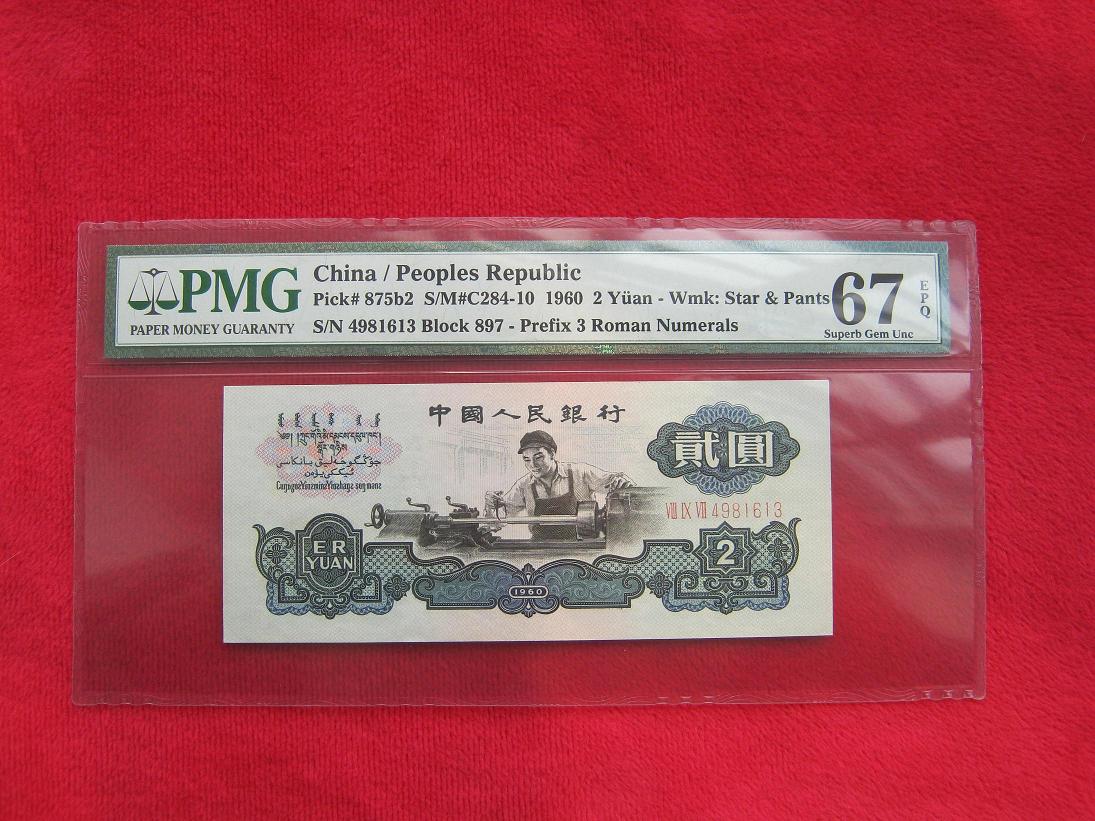 PMG
PAPER MONEY GUARANTY
China / Peoples Republic
Pick# 875b2 S/M#C284-10 1960 2 Yüan - Wmk: Star & Pants
S/N 4981613 Block 897 - Prefix 3 Roman Numerals
67
EPQ
Superb Gem Unc
中國人民銀行
貳圓
VIII IX VII 4981613
ER
YUAN
2
1960